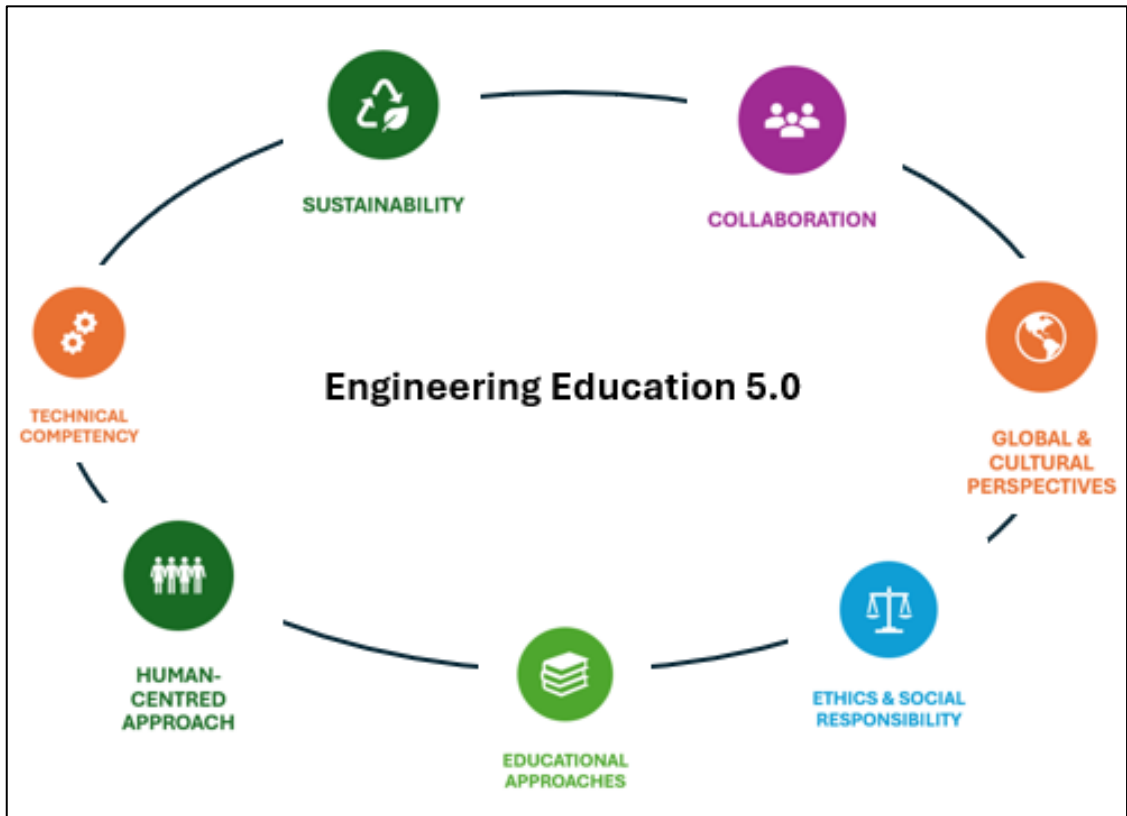 SUSTAINABILITY
COLLABORATION
Engineering Education 5.0
TECHNICAL
COMPETENCY
GLOBAL &
CULTURAL
PERSPECTIVES
HUMAN-
CENTRED
APPROACH
ETHICS & SOCIAL
RESPONSIBILITY
EDUCATIONAL
APPROACHES